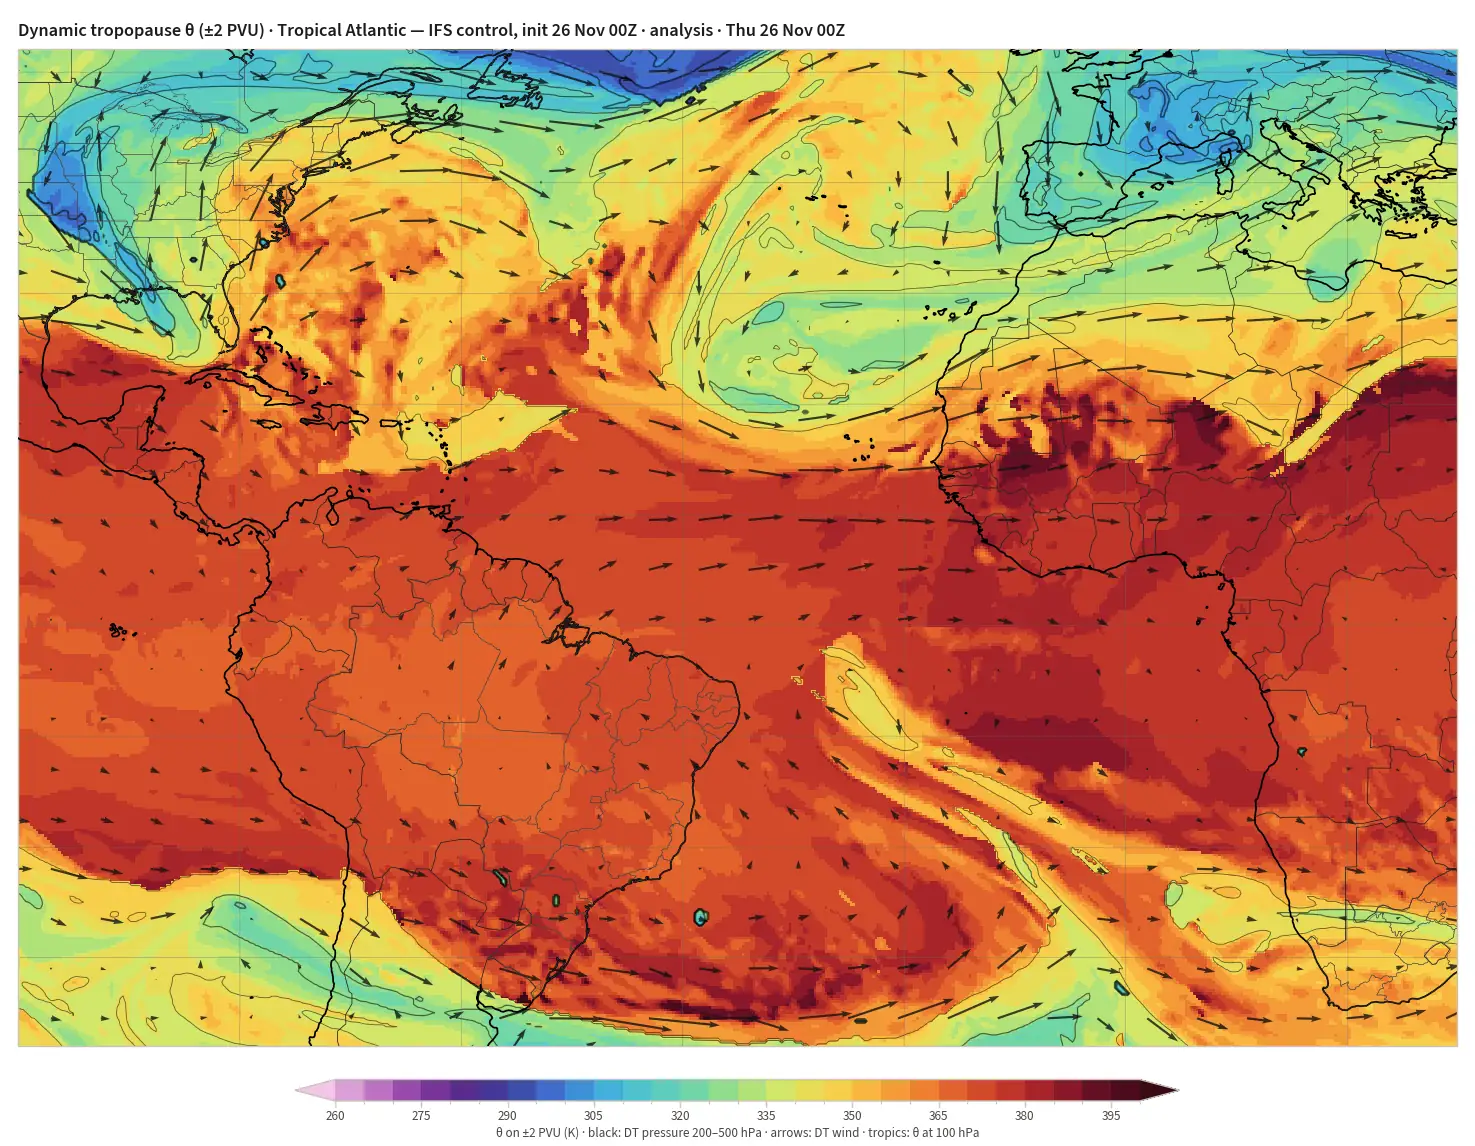 Dynamic tropopause θ (±2 PVU) · Tropical Atlantic — IFS control, init 26 Nov 00Z · analysis · Thu 26 Nov 00Z
260 275 290 305 320 335 350 365 380 395
θ on ±2 PVU (K) · black: DT pressure 200–500 hPa · arrows: DT wind · tropics: θ at 100 hPa